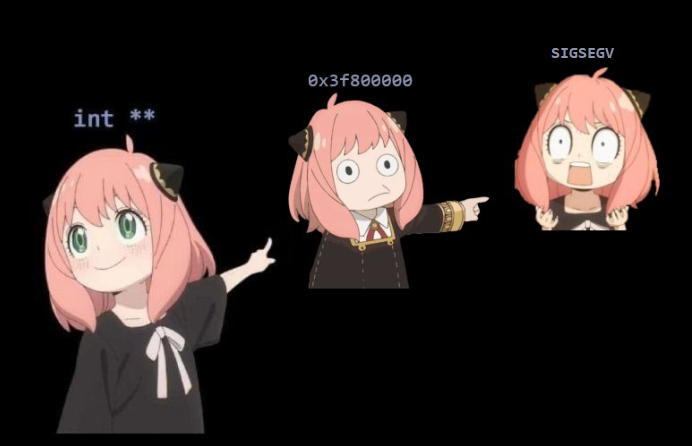 int **
0x3f800000
SIGSEGV